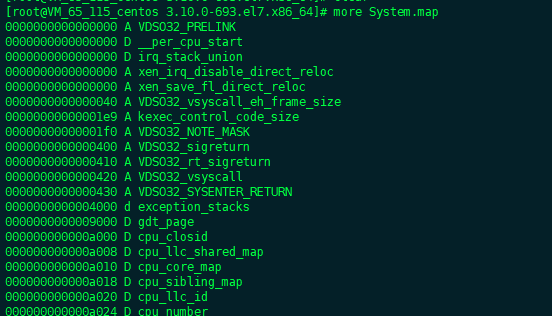 [root@VM_65_115_centos 3.10.0-693.el7.x86_64]# more System.map
0000000000000000 A VDSO32_PRELINK
0000000000000000 D __per_cpu_start
0000000000000000 D irq_stack_union
0000000000000000 A xen_irq_disable_direct_reloc
0000000000000000 A xen_save_fl_direct_reloc
0000000000000040 A VDSO32_vsyscall_eh_frame_size
00000000000001e9 A kexec_control_code_size
00000000000001f0 A VDSO32_NOTE_MASK
0000000000000400 A VDSO32_sigreturn
0000000000000410 A VDSO32_rt_sigreturn
0000000000000420 A VDSO32_vsyscall
0000000000000430 A VDSO32_SYSENTER_RETURN
0000000000004000 d exception_stacks
0000000000009000 D gdt_page
000000000000a000 D cpu_closid
000000000000a008 D cpu_llc_shared_map
000000000000a010 D cpu_core_map
000000000000a018 D cpu_sibling_map
000000000000a020 D cpu_llc_id
000000000000a024 D cpu_number